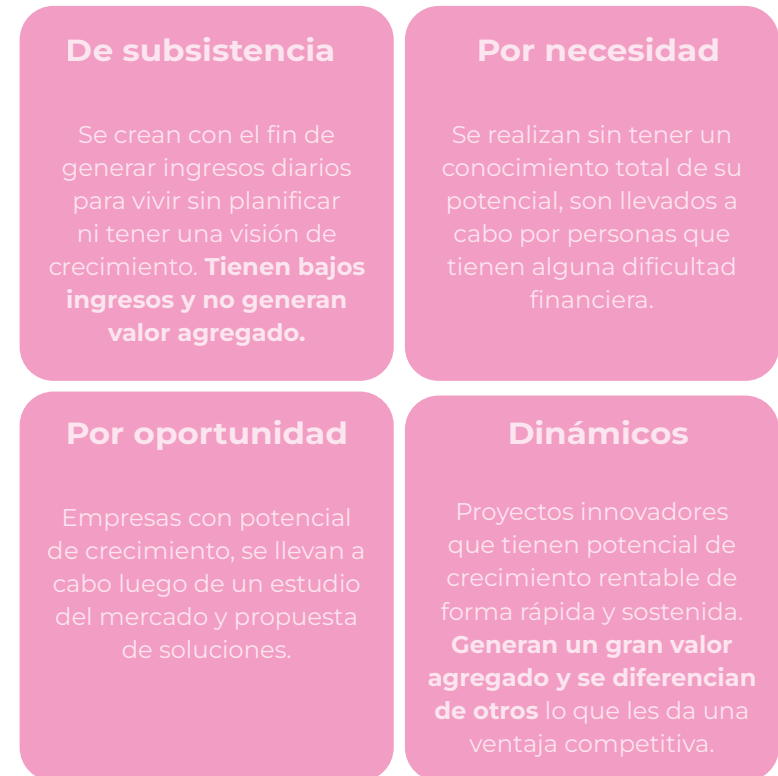 De subsistencia
Se crean con el fin de
generar ingresos diarios
para vivir sin planificar
ni tener una visión de
crecimiento. Tienen bajos
ingresos y no generan
valor agregado.
Por necesidad
Se realizan sin tener un
conocimiento total de su
potencial, son llevados a
cabo por personas que
tienen alguna dificultad
financiera.
Por oportunidad
Empresas con potencial
de crecimiento, se llevan a
cabo luego de un estudio
del mercado y propuesta
de soluciones.
Dinámicos
Proyectos innovadores
que tienen potencial de
crecimiento rentable de
forma rápida y sostenida.
Generan un gran valor
agregado y se diferencian
de otros lo que les da una
ventaja competitiva.